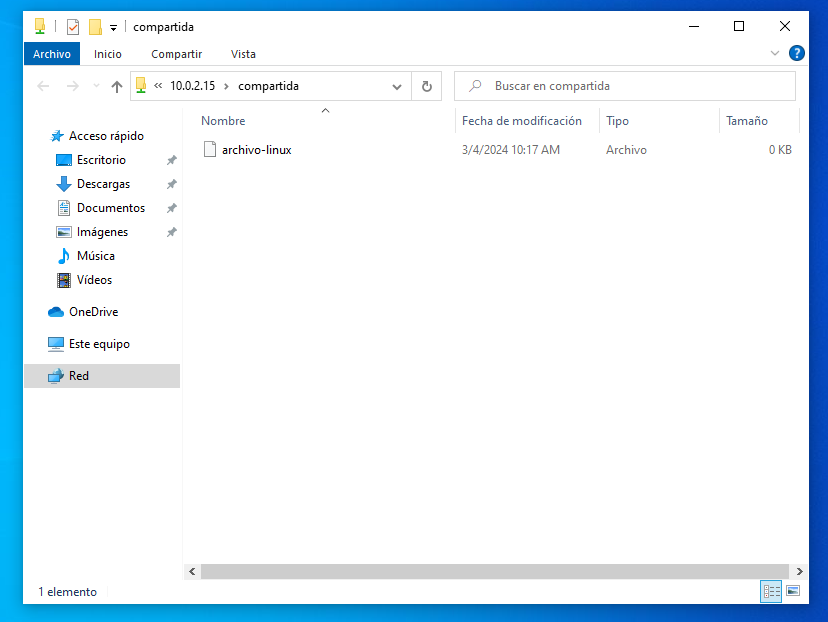 compartida
Archivo Inicio Compartir Vista
« 10.0.2.15 › compartida
Buscar en compartida
Nombre Fecha de modificación Tipo Tamaño
archivo-linux 3/4/2024 10:17 AM Archivo 0 KB
Acceso rápido
Escritorio
Descargas
Documentos
Imágenes
Música
Vídeos
OneDrive
Este equipo
Red
1 elemento